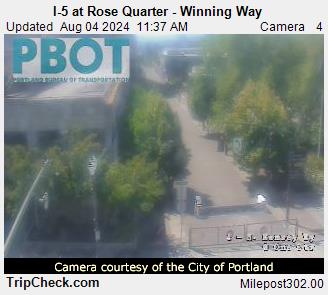 I-5 at Rose Quarter - Winning Way
Updated Aug 04 2024 11:37 AM Camera 4
PBOT
PORTLAND BUREAU OF TRANSPORTATION
Camera courtesy of the City of Portland
TripCheck.com Milepost302.00